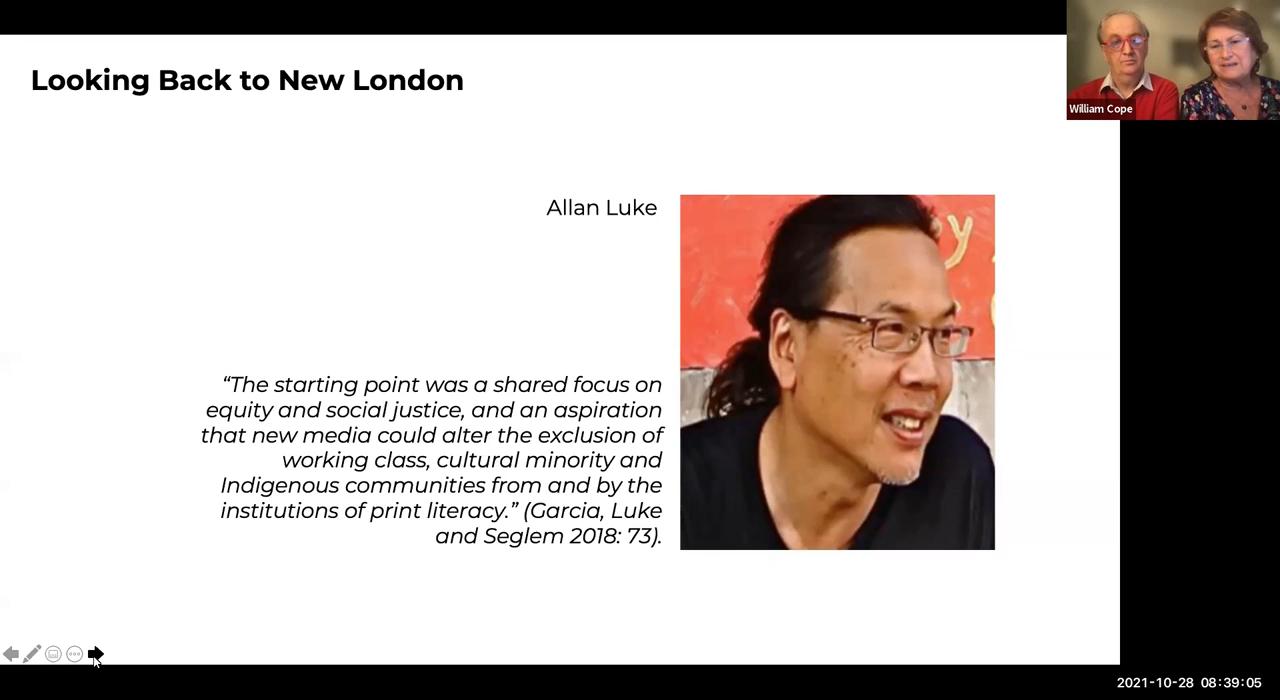 Looking Back to New London
William Cope
Allan Luke
y
“The starting point was a shared focus on
equity and social justice, and an aspiration
that new media could alter the exclusion of
working class, cultural minority and
Indigenous communities from and by the
institutions of print literacy.” (Garcia, Luke
and Seglem 2018: 73).
2021-10-28 08:39:05